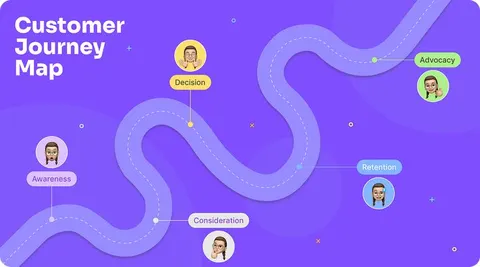 Customer
Journey
Map
Decision
Advocacy
Awareness
Retention
Consideration